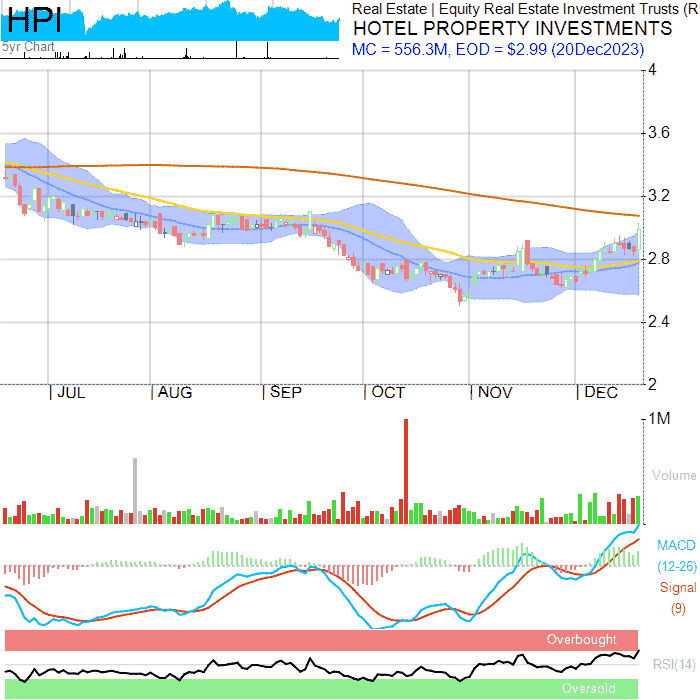 HPI
5yr Chart
Real Estate | Equity Real Estate Investment Trusts (R
HOTEL PROPERTY INVESTMENTS
MC = 556.3M, EOD = $2.99 (20Dec2023)
4
3.6
3.2
2.8
2.4
2
| JUL | AUG | SEP | OCT | NOV | DEC
1M
Volume
MACD
(12-26)
Signal
(9)
Overbought
RSI(14)
Oversold